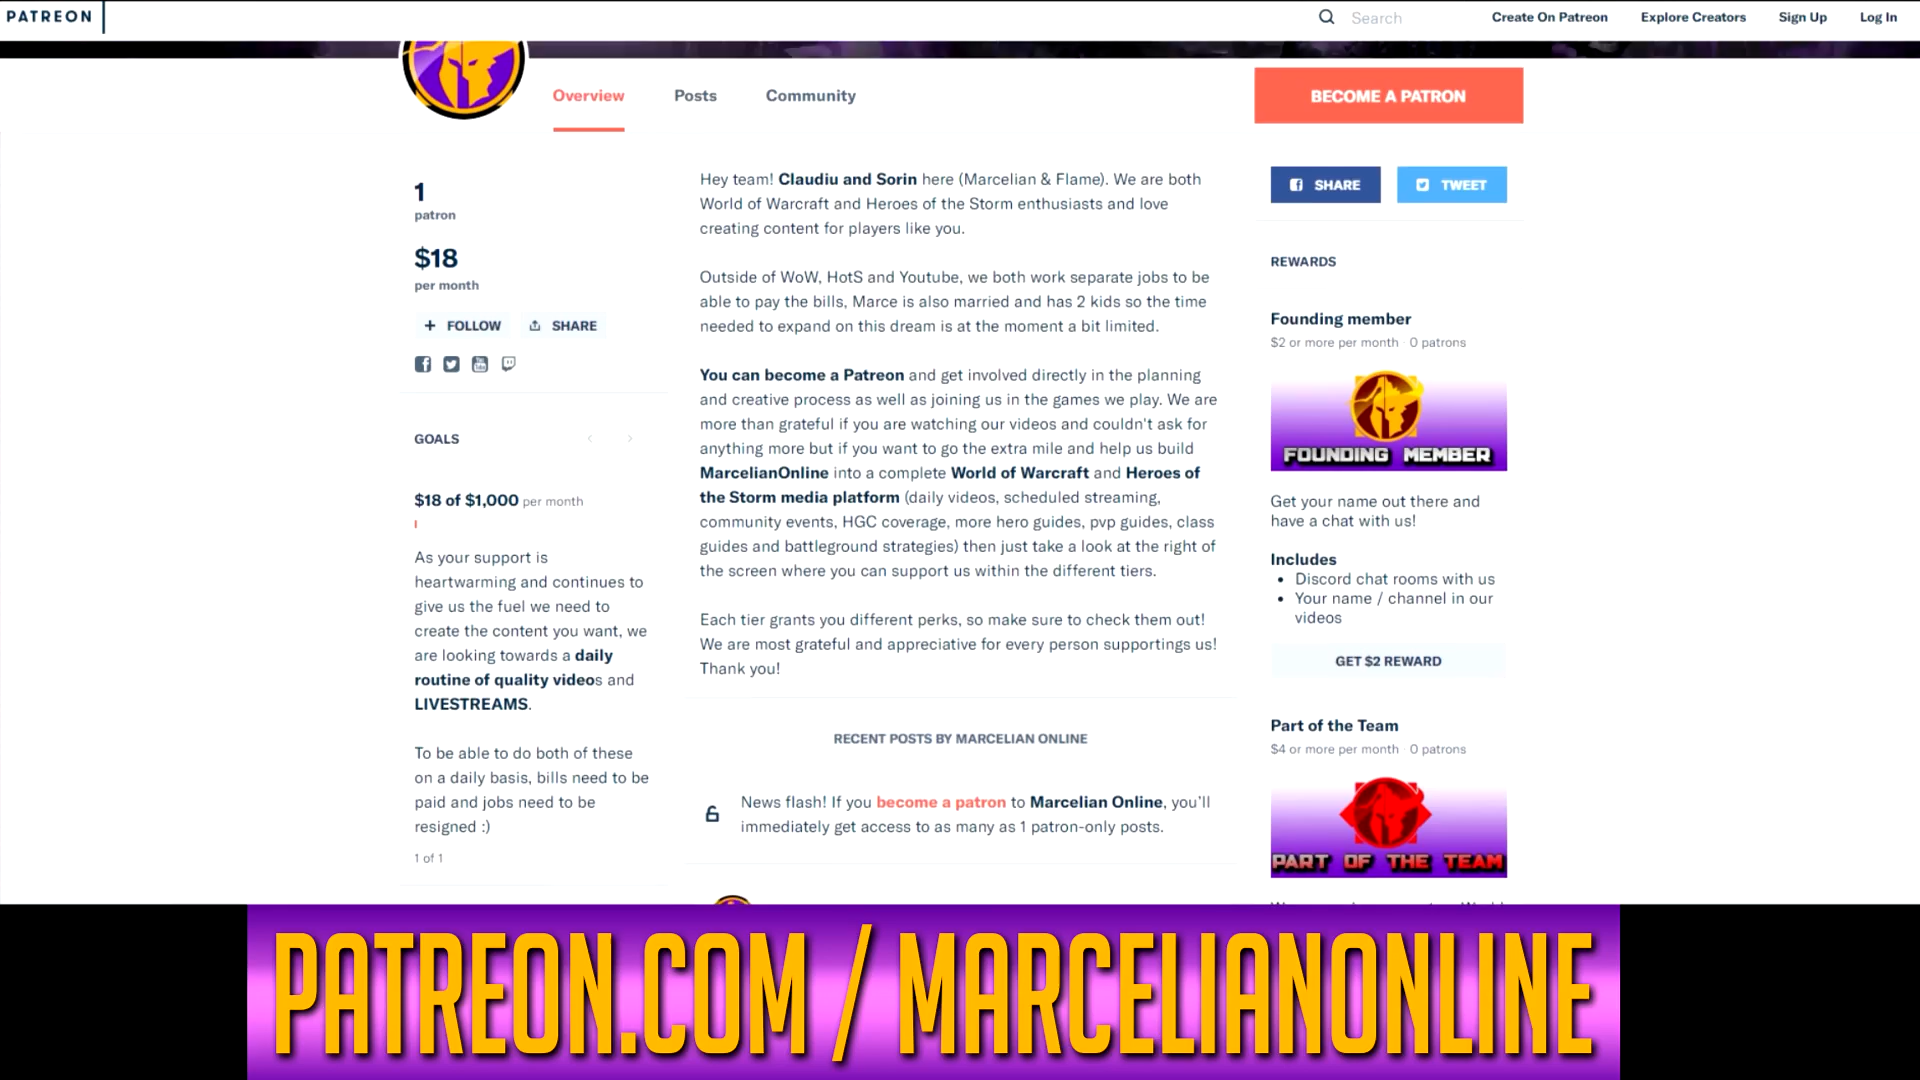 PATREON
Search
Create On Patreon
Explore Creators
Sign Up
Log In
Overview
Posts
Community
BECOME A PATRON
1
patron
$18
per month
FOLLOW
SHARE
GOALS
$18 of $1,000 per month
As your support is
heartwarming and continues to
give us the fuel we need to
create the content you want, we
are looking towards a daily
routine of quality videos and
LIVESTREAMS.
To be able to do both of these
on a daily basis, bills need to be
paid and jobs need to be
resigned :)
1 of 1
Hey team! Claudiu and Sorin here (Marcelian & Flame). We are both
World of Warcraft and Heroes of the Storm enthusiasts and love
creating content for players like you.
Outside of WoW, HotS and Youtube, we both work separate jobs to be
able to pay the bills, Marce is also married and has 2 kids so the time
needed to expand on this dream is at the moment a bit limited.
You can become a Patreon and get involved directly in the planning
and creative process as well as joining us in the games we play. We are
more than grateful if you are watching our videos and couldn't ask for
anything more but if you want to go the extra mile and help us build
MarcelianOnline into a complete World of Warcraft and Heroes of
the Storm media platform (daily videos, scheduled streaming,
community events, HGC coverage, more hero guides, pvp guides, class
guides and battleground strategies) then just take a look at the right of
the screen where you can support us within the different tiers.
Each tier grants you different perks, so make sure to check them out!
We are most grateful and appreciative for every person supportings us!
Thank you!
RECENT POSTS BY MARCELIAN ONLINE
News flash! If you become a patron to Marcelian Online, you'll
immediately get access to as many as 1 patron-only posts.
SHARE
TWEET
REWARDS
Founding member
$2 or more per month · 0 patrons
FOUNDING MEMBER
Get your name out there and
have a chat with us!
Includes
• Discord chat rooms with us
• Your name / channel in our
videos
GET $2 REWARD
Part of the Team
$4 or more per month · 0 patrons
PART OF THE TEAM
PATREON.COM / MARCELIANONLINE